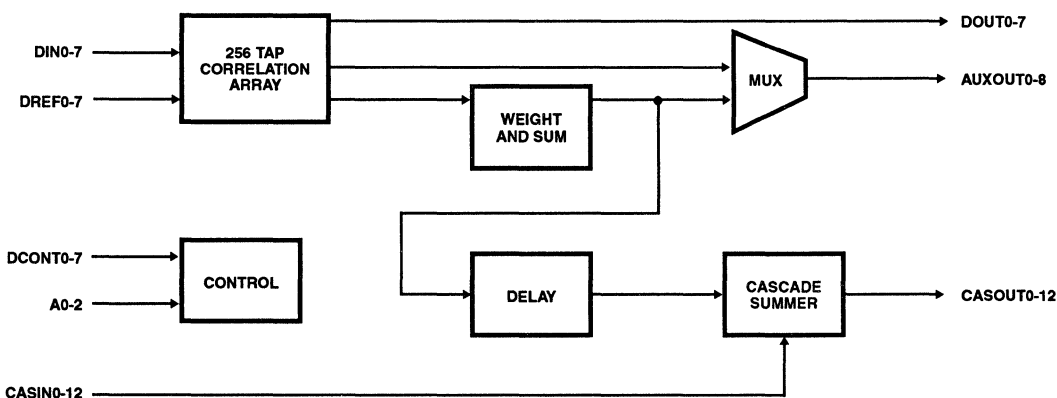 DIN0-7
DREF0-7
256 TAP
CORRELATION
ARRAY
WEIGHT
AND SUM
MUX
DOUT0-7
AUXOUT0-8
DCONT0-7
A0-2
CONTROL
DELAY
CASCADE
SUMMER
CASOUT0-12
CASIN0-12